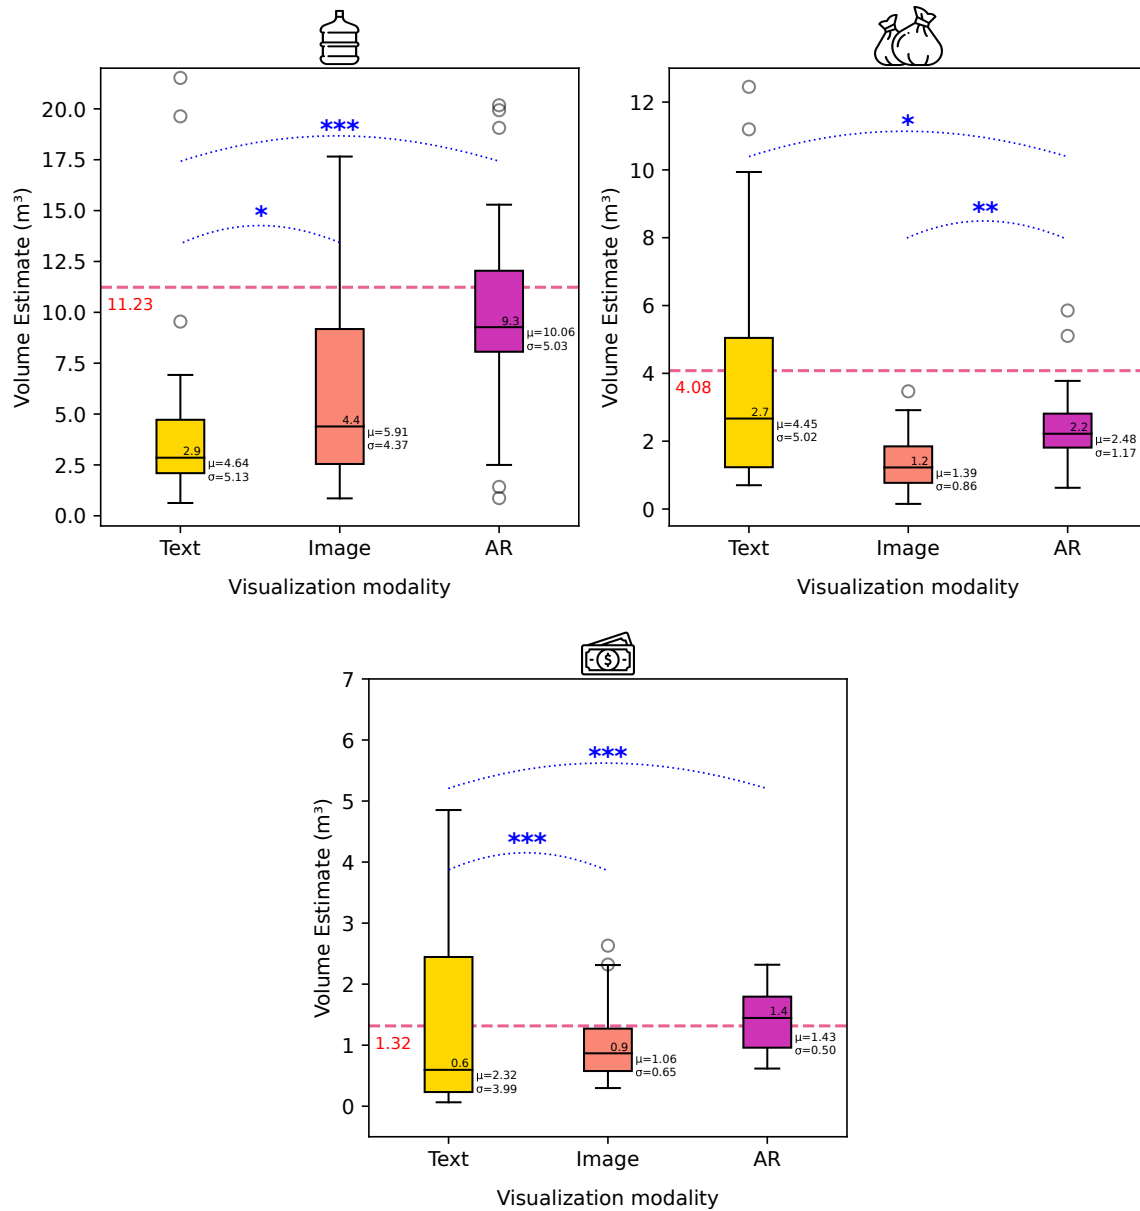 Volume Estimate (m³)
20.0
17.5
15.0
12.5
10.0
7.5
5.0
2.5
0.0
***
*
11.23
2.9
μ=4.64
σ=5.13
4.4
μ=5.91
σ=4.37
9.3
μ=10.06
σ=5.03
Text Image AR
Visualization modality
Volume Estimate (m³)
12
10
8
6
4
2
0
*
**
4.08
2.7
μ=4.45
σ=5.02
1.2
μ=1.39
σ=0.86
2.2
μ=2.48
σ=1.17
Text Image AR
Visualization modality
$
Volume Estimate (m³)
7
6
5
4
3
2
1
0
***
***
1.32
0.6
μ=2.32
σ=3.99
0.9
μ=1.06
σ=0.65
1.4
μ=1.43
σ=0.50
Text Image AR
Visualization modality